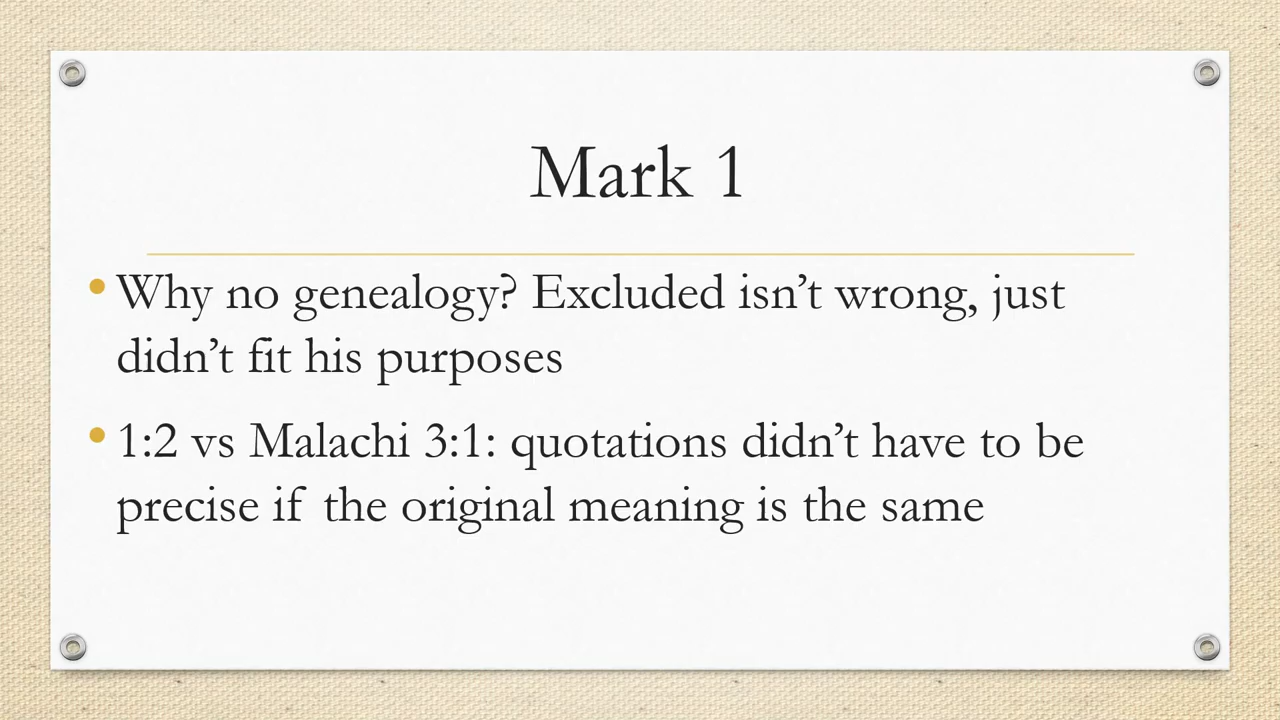 Mark 1
• Why no genealogy? Excluded isn’t wrong, just
didn’t fit his purposes
• 1:2 vs Malachi 3:1: quotations didn’t have to be
precise if the original meaning is the same